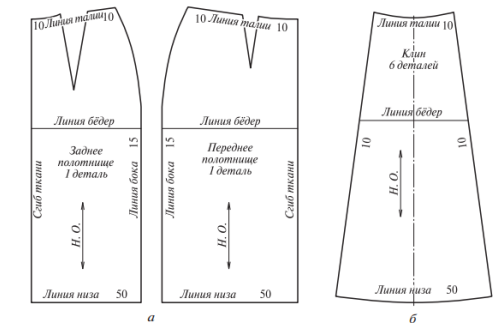 10 Линия талии 10
Линия бёдер
15
Заднее
полотнище
1 деталь
Сгиб ткани
Линия бока
Н. О.
Линия низа 50
10 Линия талии 10
Линия бёдер
15
Переднее
полотнище
1 деталь
Линия бока
Сгиб ткани
Н. О.
Линия низа 50
а
Линия талии 10
Клин
6 деталей
Линия бёдер
10
10
Н. О.
Линия низа 50
б